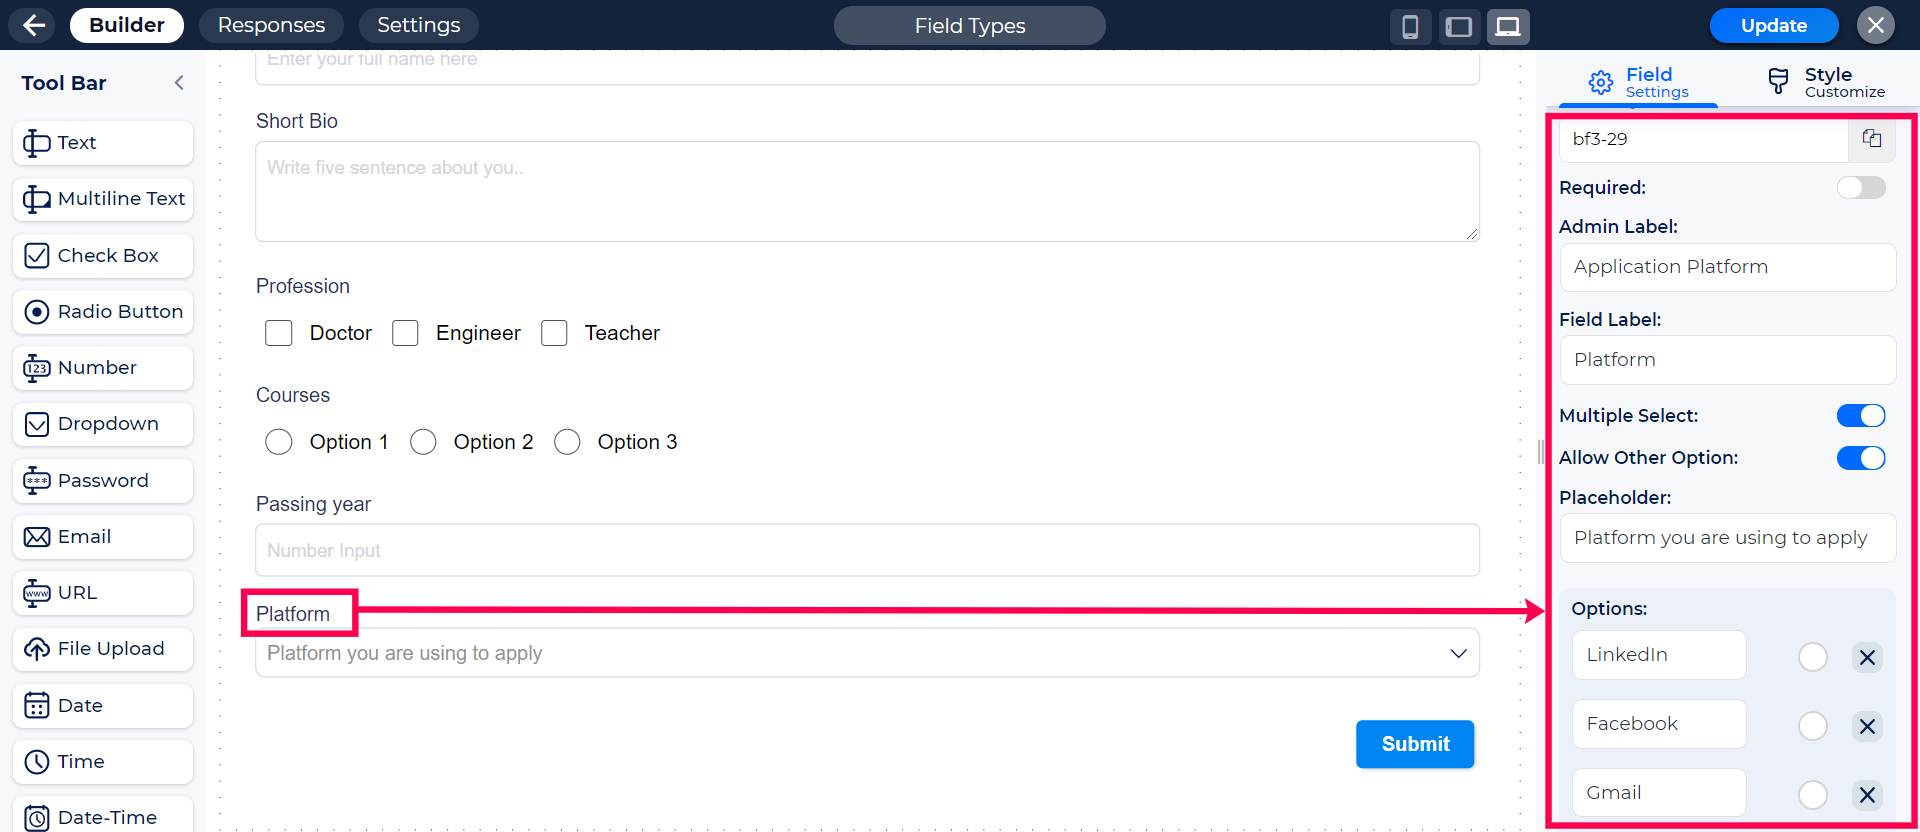 Builder
Responses
Settings
Field Types
Update
Tool Bar
Text
Multiline Text
Check Box
Radio Button
123
Number
Dropdown
***
Password
Email
www
URL
File Upload
Date
Time
Date-Time
Enter your full name here
Short Bio
Write five sentence about you..
Profession
Doctor
Engineer
Teacher
Courses
Option 1
Option 2
Option 3
Passing year
Number Input
Platform
Platform you are using to apply
Submit
Field
Settings
Style
Customize
bf3-29
Required:
Admin Label:
Application Platform
Field Label:
Platform
Multiple Select:
Allow Other Option:
Placeholder:
Platform you are using to apply
Options:
LinkedIn
Facebook
Gmail